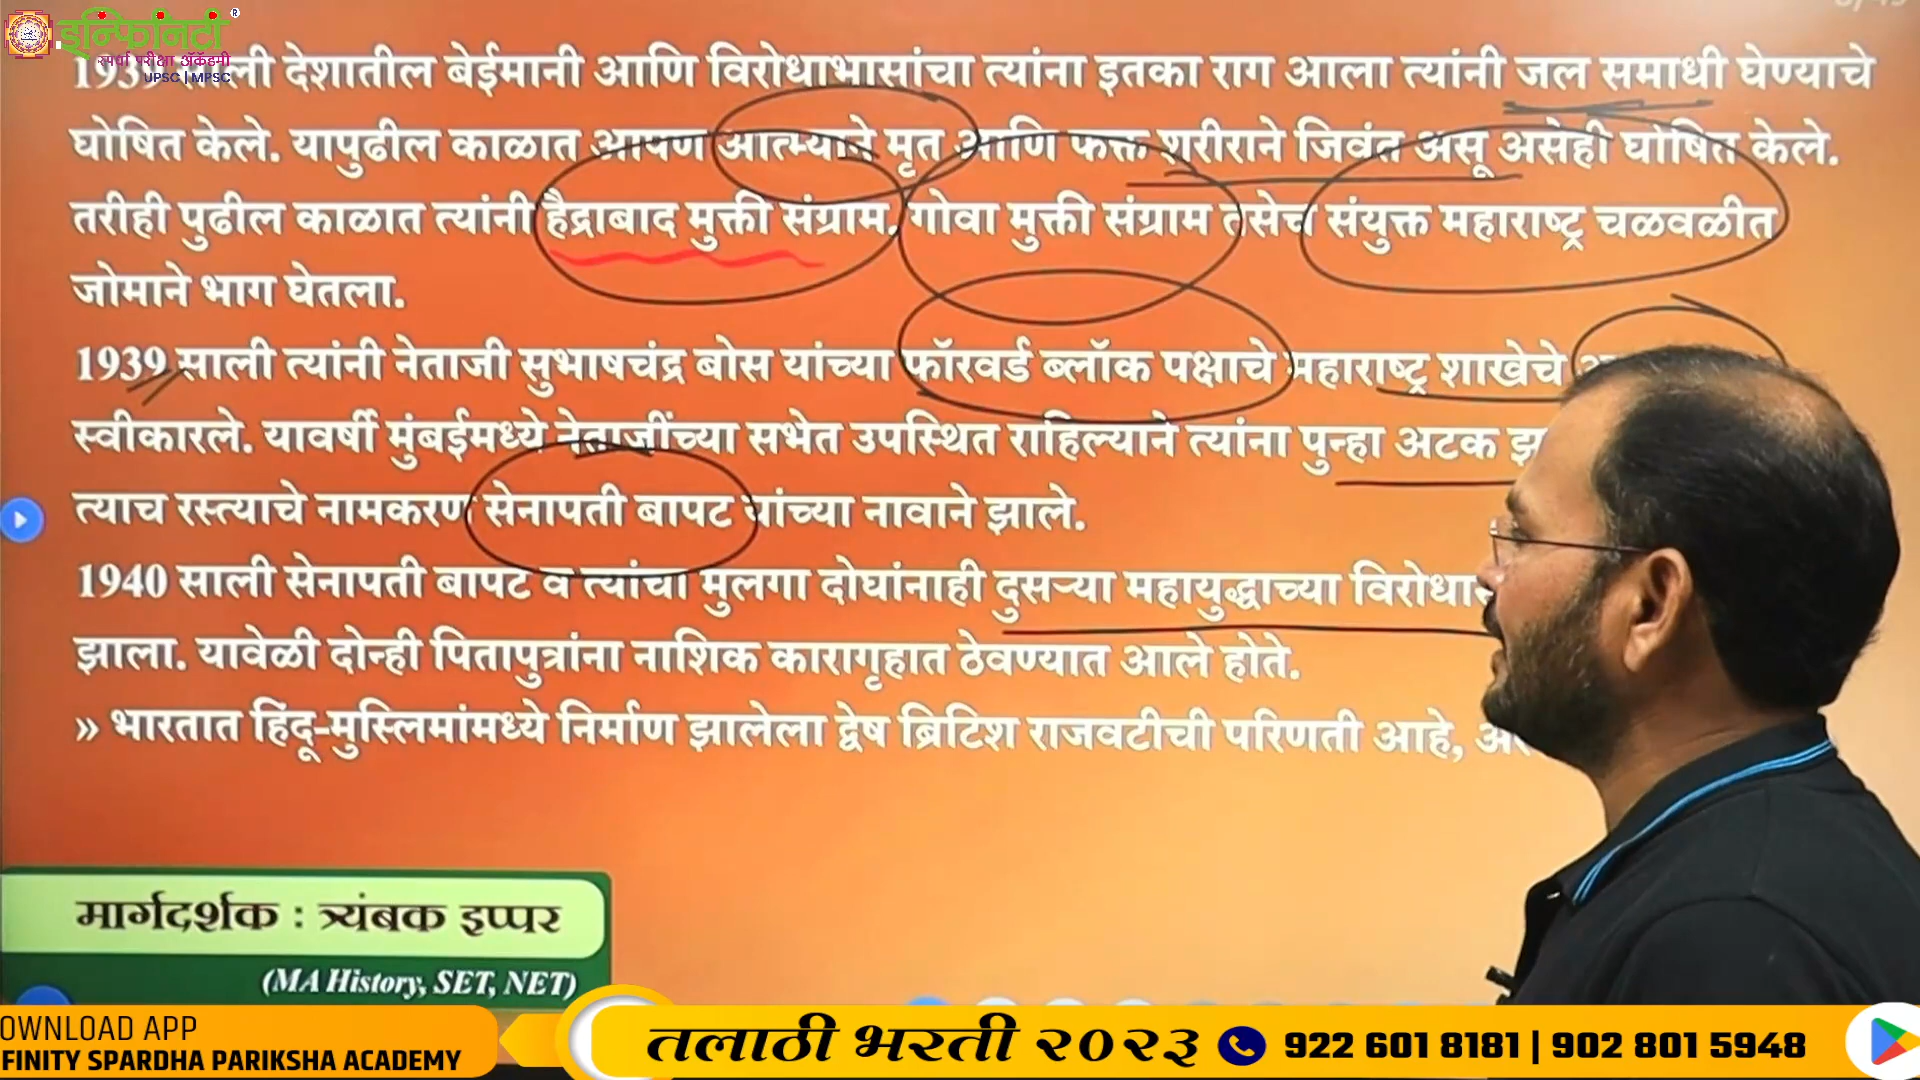 इन्फिनिटी
स्पर्धा परीक्षा अ‍ॅकॅडमी
UPSC | MPSC
1939 साली देशातील बेईमानी आणि विरोधाभासांचा त्यांना इतका राग आला त्यांनी जल समाधी घेण्याचे
घोषित केले. यापुढील काळात आपण आत्म्याने मृत आणि फक्त शरीराने जिवंत असू असेही घोषित केले.
तरीही पुढील काळात त्यांनी हैद्राबाद मुक्ती संग्राम, गोवा मुक्ती संग्राम तसेच संयुक्त महाराष्ट्र चळवळीत
जोमाने भाग घेतला.
1939 साली त्यांनी नेताजी सुभाषचंद्र बोस यांच्या फॉरवर्ड ब्लॉक पक्षाचे महाराष्ट्र शाखेचे
स्वीकारले. यावर्षी मुंबईमध्ये नेताजींच्या सभेत उपस्थित राहिल्याने त्यांना पुन्हा अटक
त्याच रस्त्याचे नामकरण सेनापती बापट यांच्या नावाने झाले.
1940 साली सेनापती बापट व त्यांचा मुलगा दोघांनाही दुसऱ्या महायुद्धाच्या
झाला. यावेळी दोन्ही पितापुत्रांना नाशिक कारागृहात ठेवण्यात आले होते.
» भारतात हिंदू-मुस्लिमांमध्ये निर्माण झालेला द्वेष ब्रिटिश राजवटीची परिणती आहे,
मार्गदर्शक : त्र्यंबक इप्पर
(MA History, SET, NET)
OWNLOAD APP
FINITY SPARDHA PARIKSHA ACADEMY
तलाठी भरती २०२३
922 601 8181 | 902 801 5948